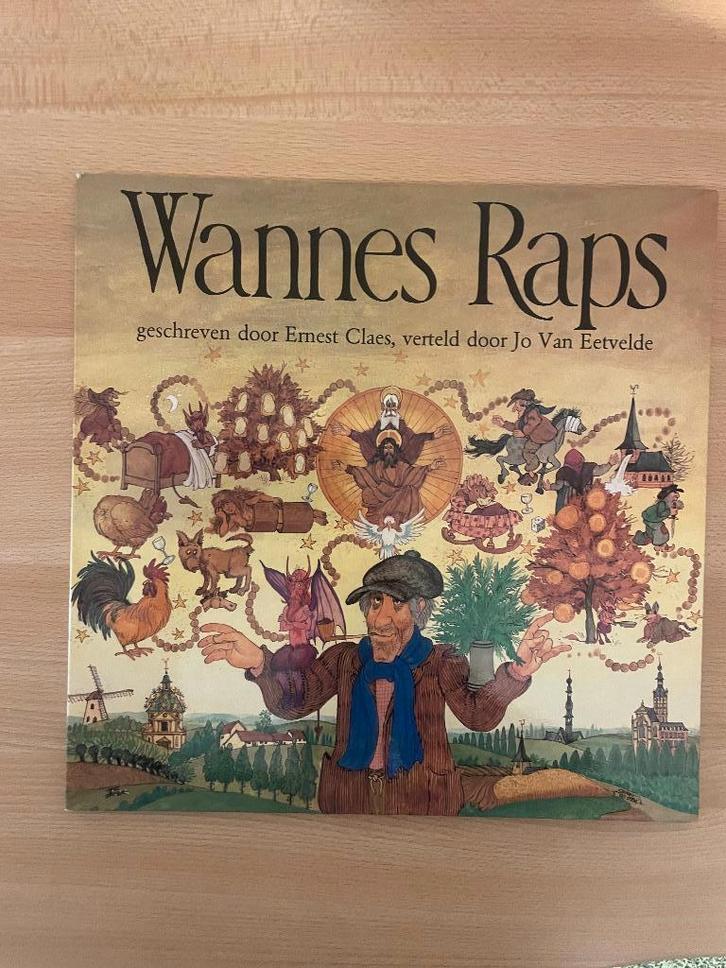 Wannes Raps
geschreven door Ernest Claes, verteld door Jo Van Eetvelde